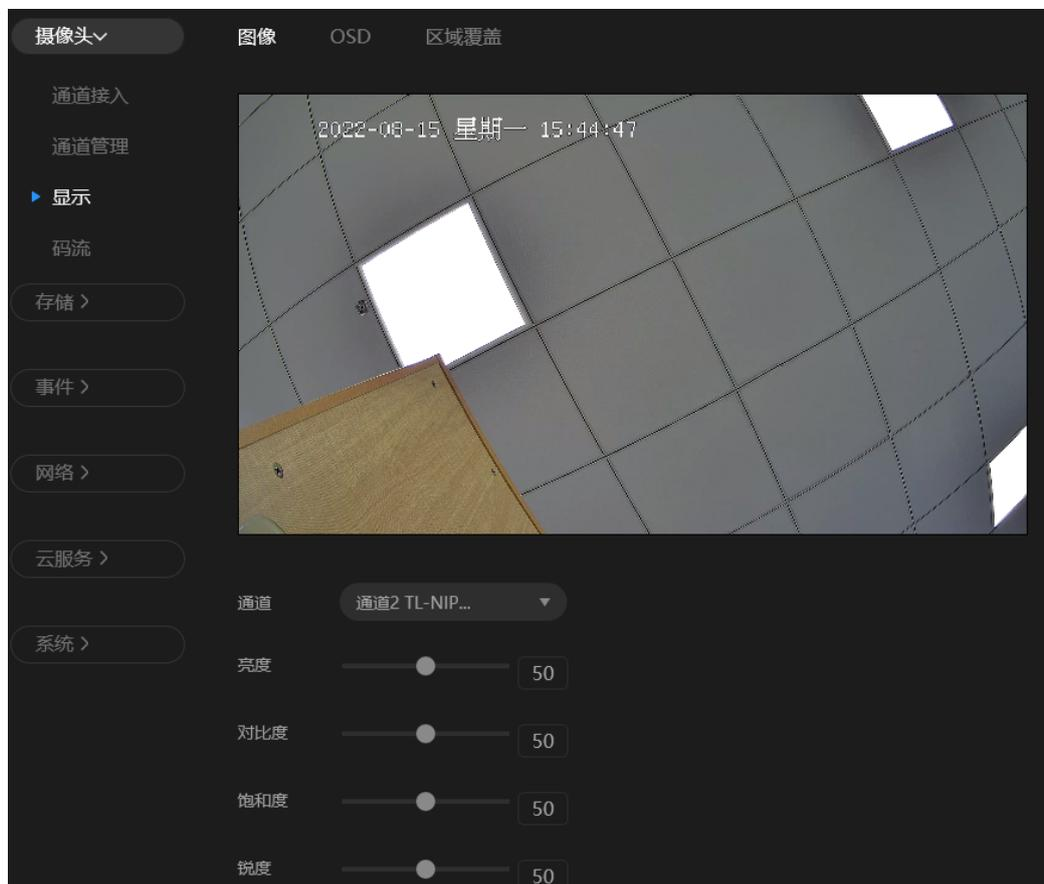 摄像头
图像 OSD 区域覆盖
通道接入
通道管理
显示
码流
存储
事件
网络
云服务
系统
2022-08-15 星期一 15:44:47
通道 通道2 TL-NIP...
亮度 50
对比度 50
饱和度 50
锐度 50